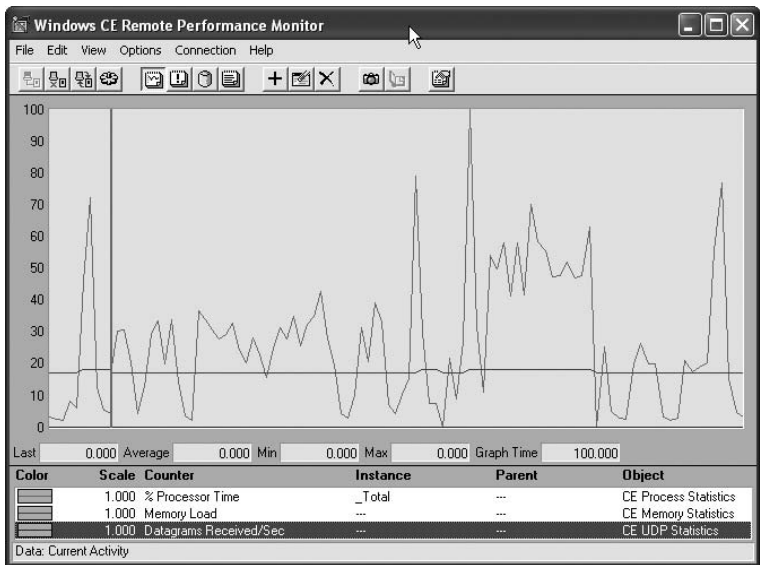 Windows CE Remote Performance Monitor
File Edit View Options Connection Help
100
90
80
70
60
50
40
30
20
10
0
Last 0.000 Average 0.000 Min 0.000 Max 0.000 Graph Time 100.000
Color Scale Counter Instance Parent Object
1.000 % Processor Time _Total --- CE Process Statistics
1.000 Memory Load --- --- CE Memory Statistics
1.000 Datagrams Received/Sec --- --- CE UDP Statistics
Data: Current Activity